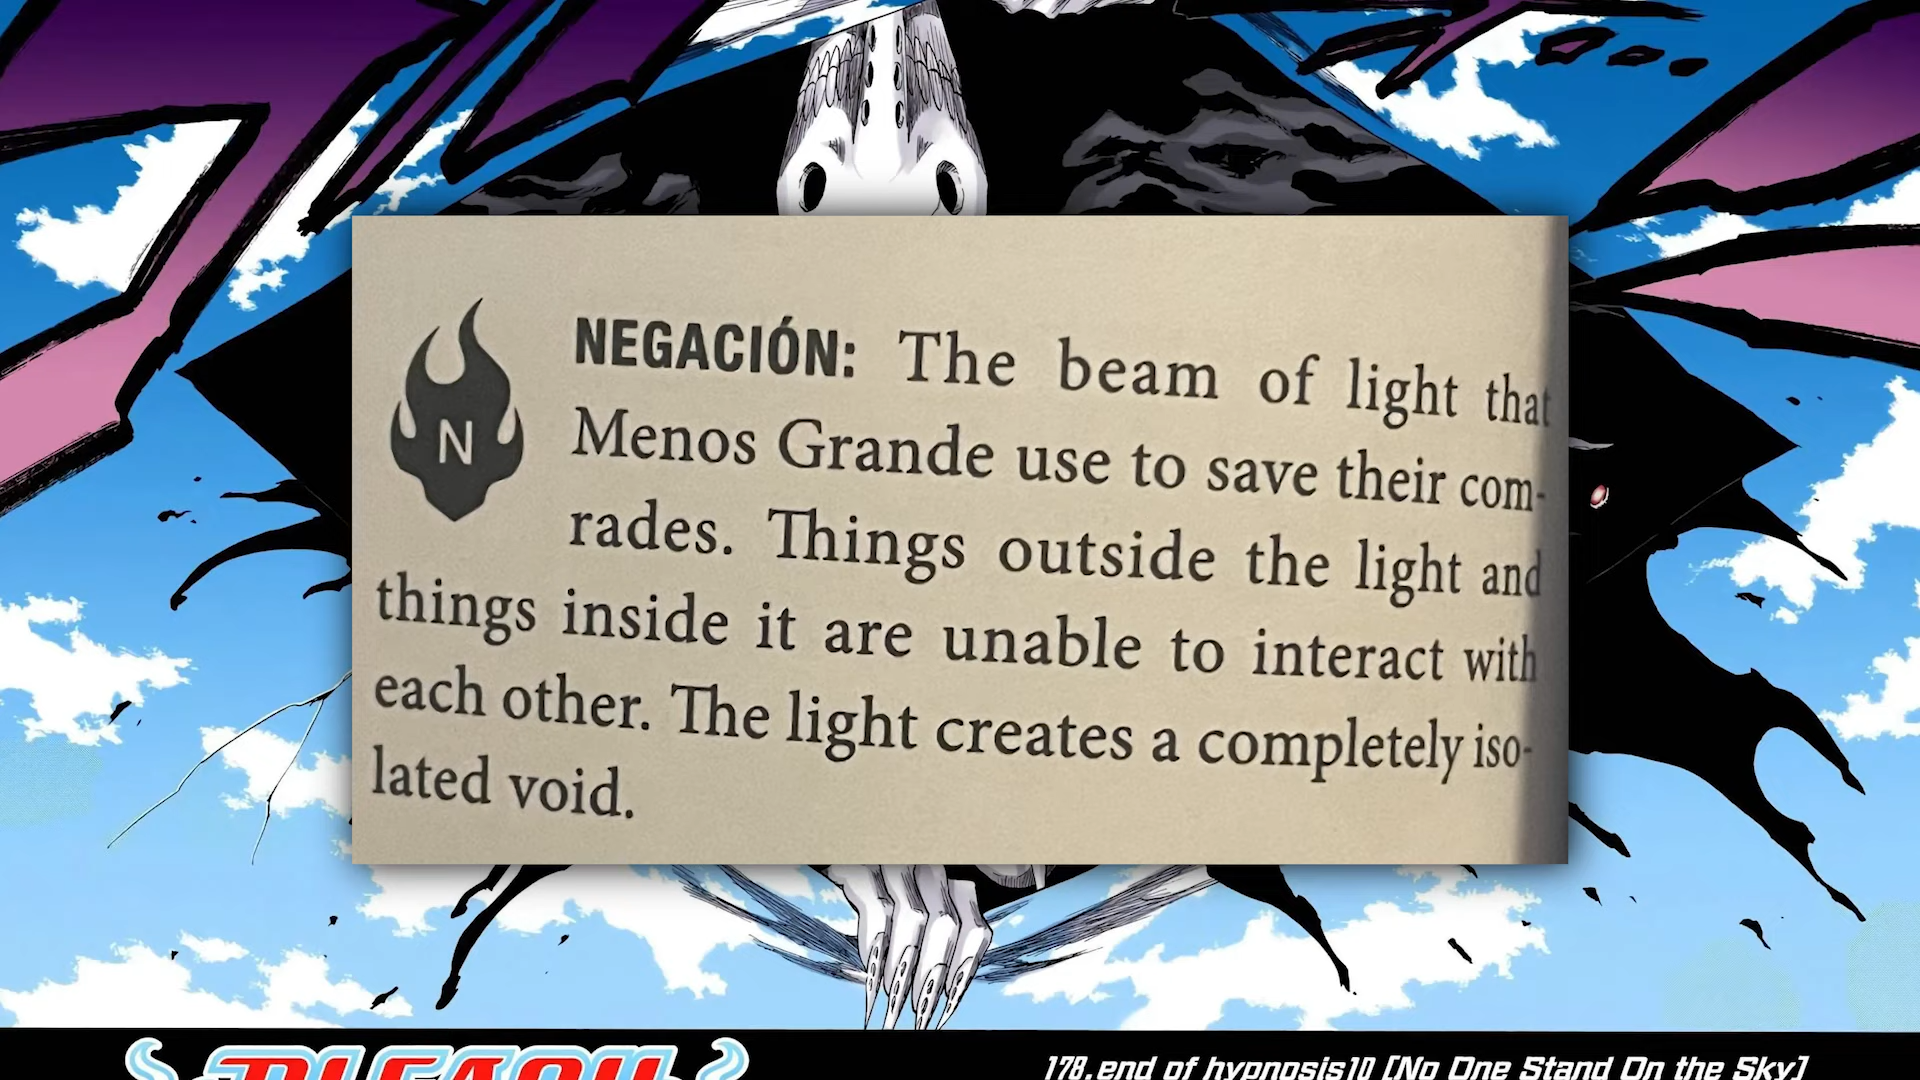 N
NEGACIÓN: The beam of light that
Menos Grande use to save their com-
rades. Things outside the light and
things inside it are unable to interact with
each other. The light creates a completely iso-
lated void.
BLEACH
178.end of hypnosis10 [No One Stand On the Sky]